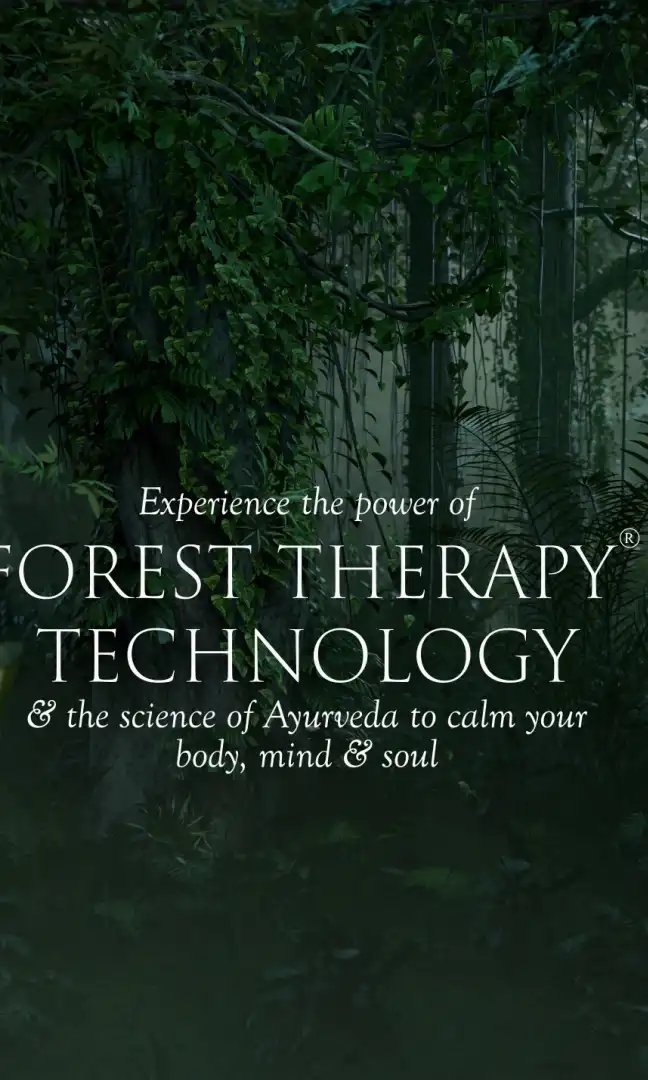 Experience the power of
FOREST THERAPY®
TECHNOLOGY
& the science of Ayurveda to calm your
body, mind & soul